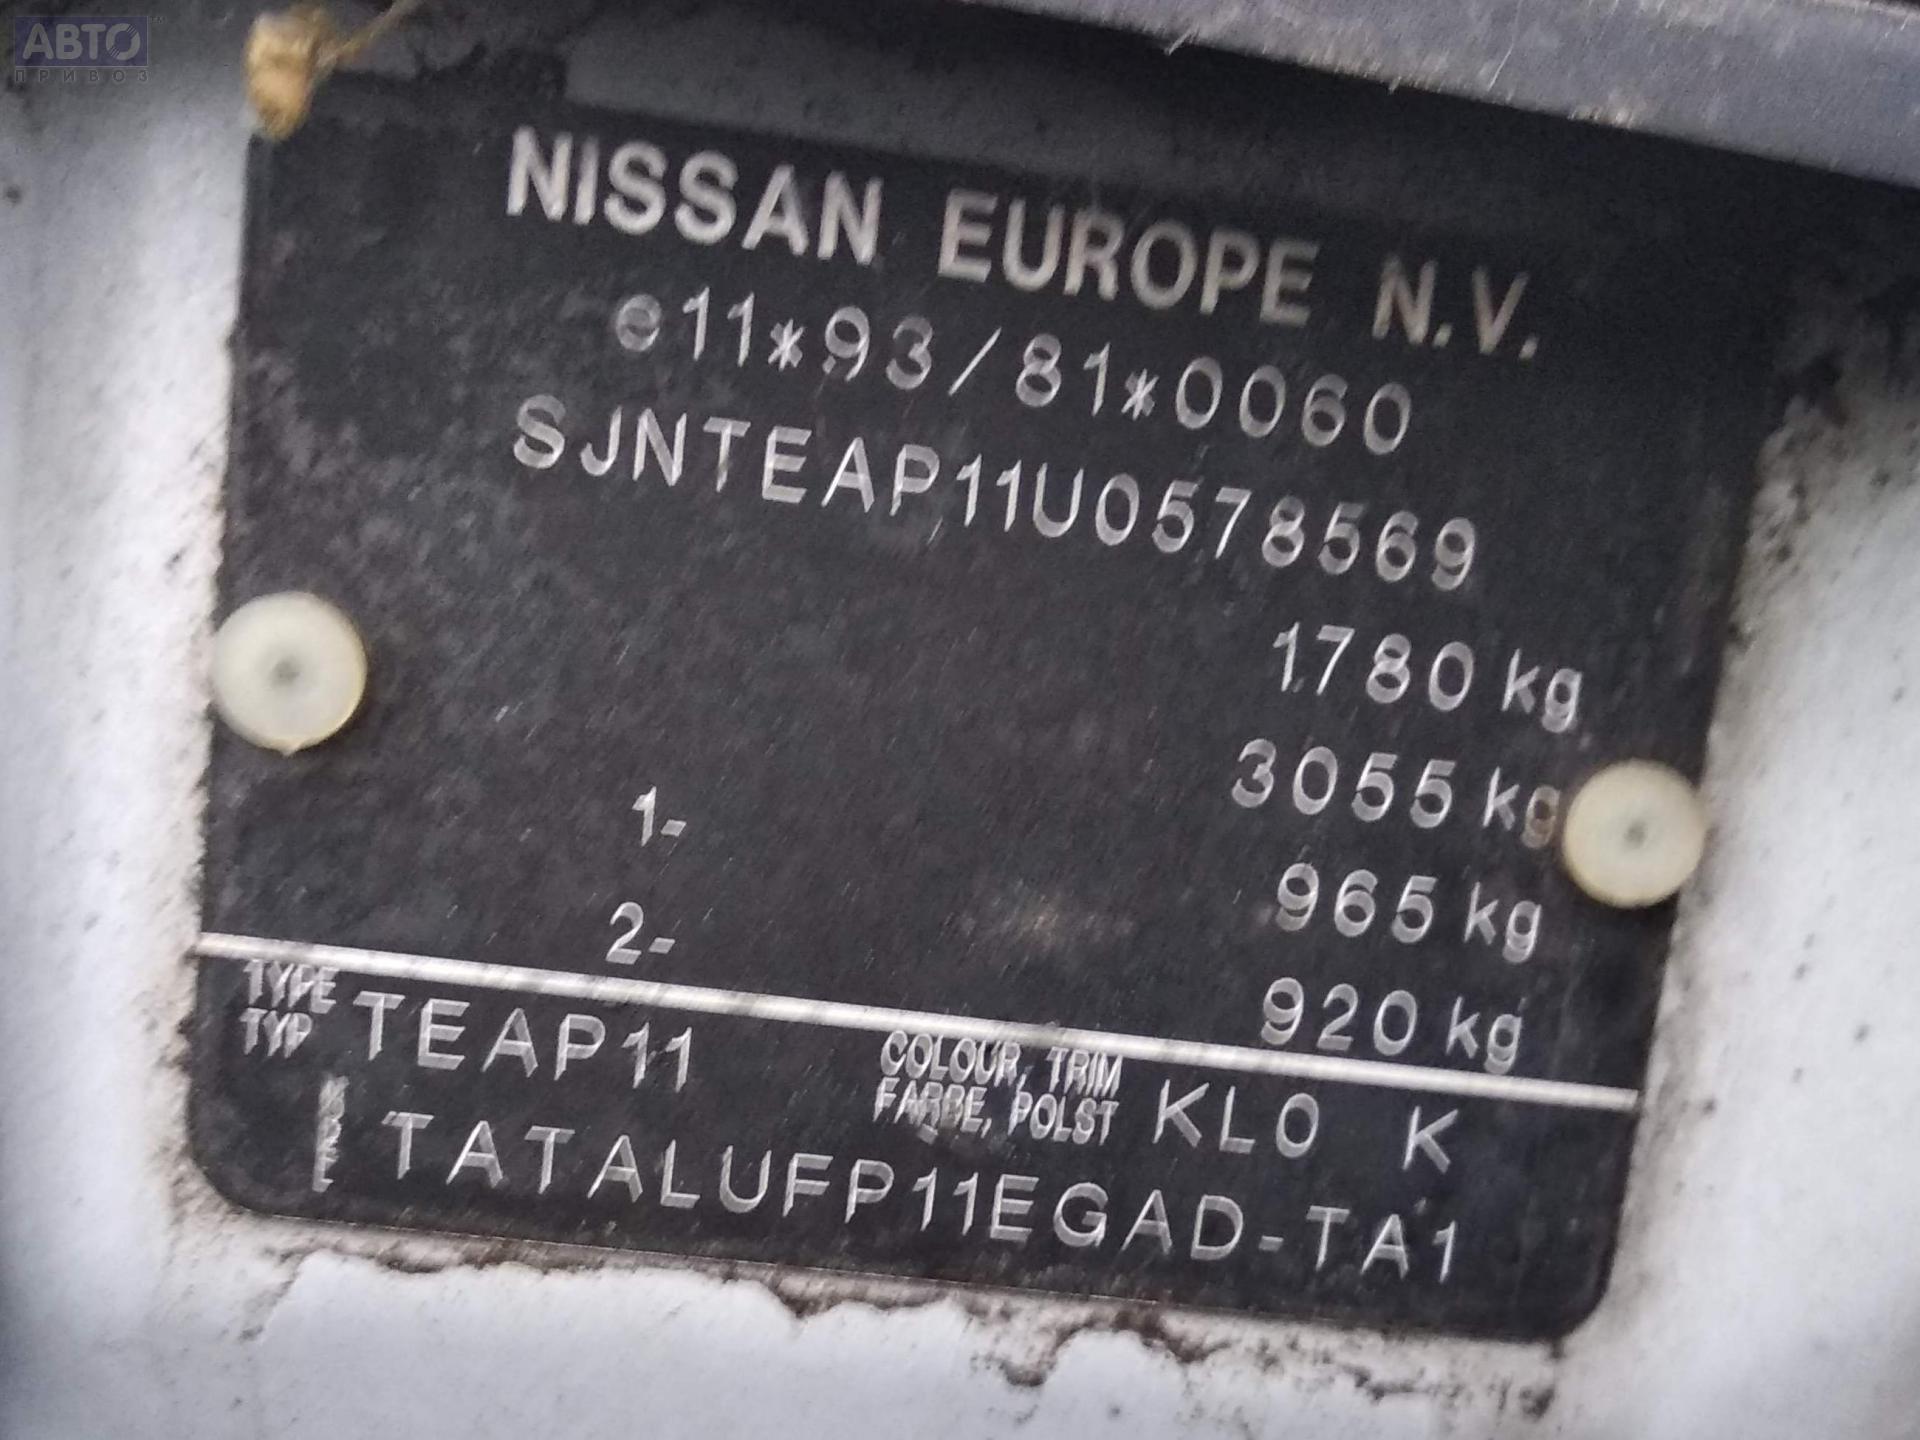 АВТО
ПРИВОЗ
NISSAN EUROPE N.V.
e11*93/81*0060
SJNTEAP11U0578569
1780 kg
3055 kg
1- 965 kg
2- 920 kg
TYPE
TYP TEAP11 COLOUR, TRIM
FARBE, POLST KL0 K
TATALUFP11EGAD-TA1